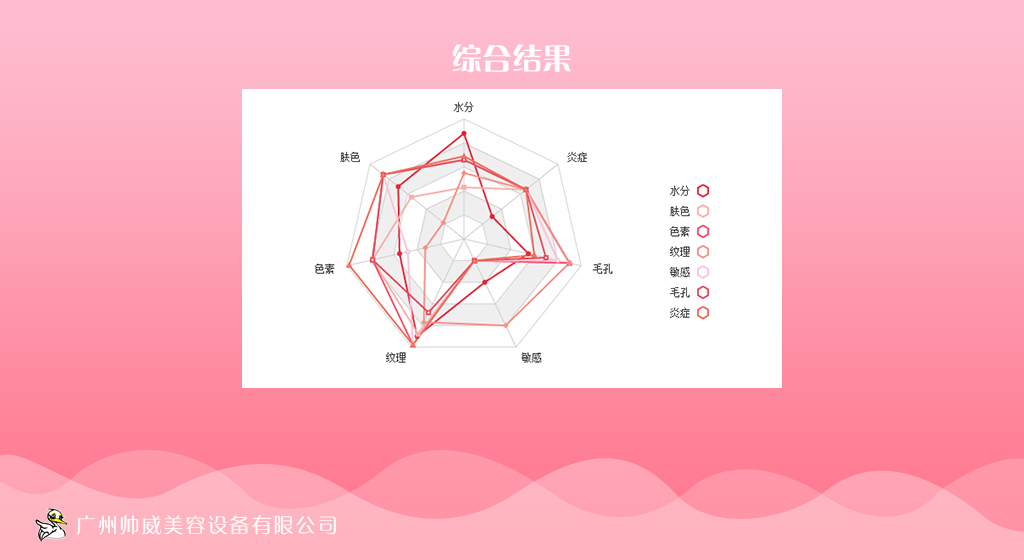 综合结果
水分
肤色
炎症
色素
毛孔
纹理
敏感
水分
肤色
色素
纹理
敏感
毛孔
炎症
广州帅威美容设备有限公司